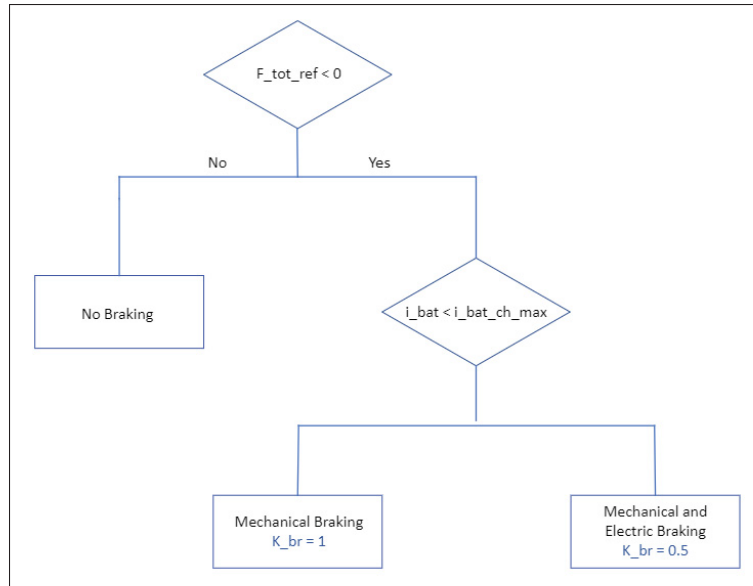 F_tot_ref < 0
No
Yes
No Braking
i_bat < i_bat_ch_max
Mechanical Braking
K_br = 1
Mechanical and
Electric Braking
K_br = 0.5